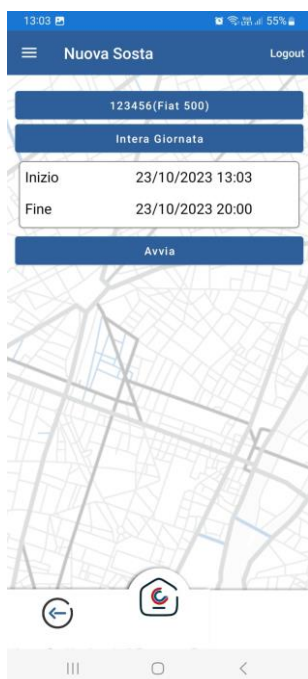 13:03 55%
Nuova Sosta Logout
123456(Fiat 500)
Intera Giornata
Inizio 23/10/2023 13:03
Fine 23/10/2023 20:00
Avvia